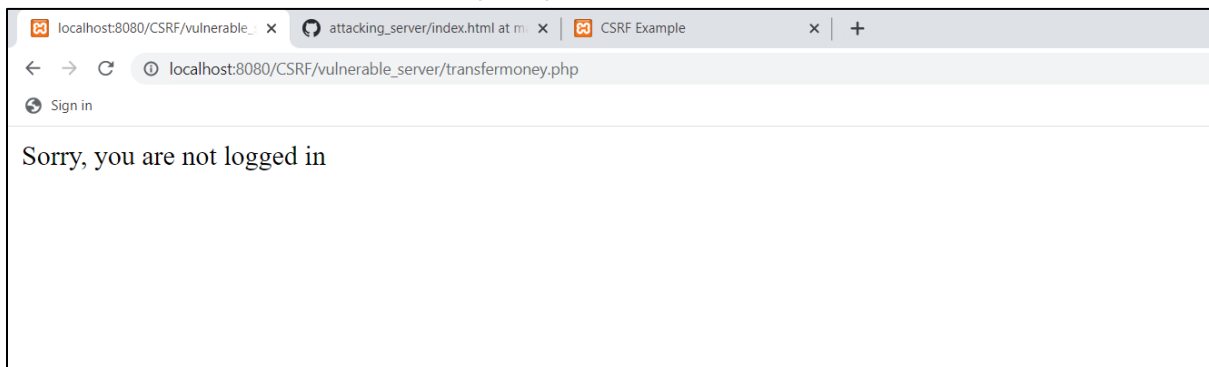 localhost:8080/CSRF/vulnerable_ attacking_server/index.html at m CSRF Example
localhost:8080/CSRF/vulnerable_server/transfermoney.php
Sign in
Sorry, you are not logged in